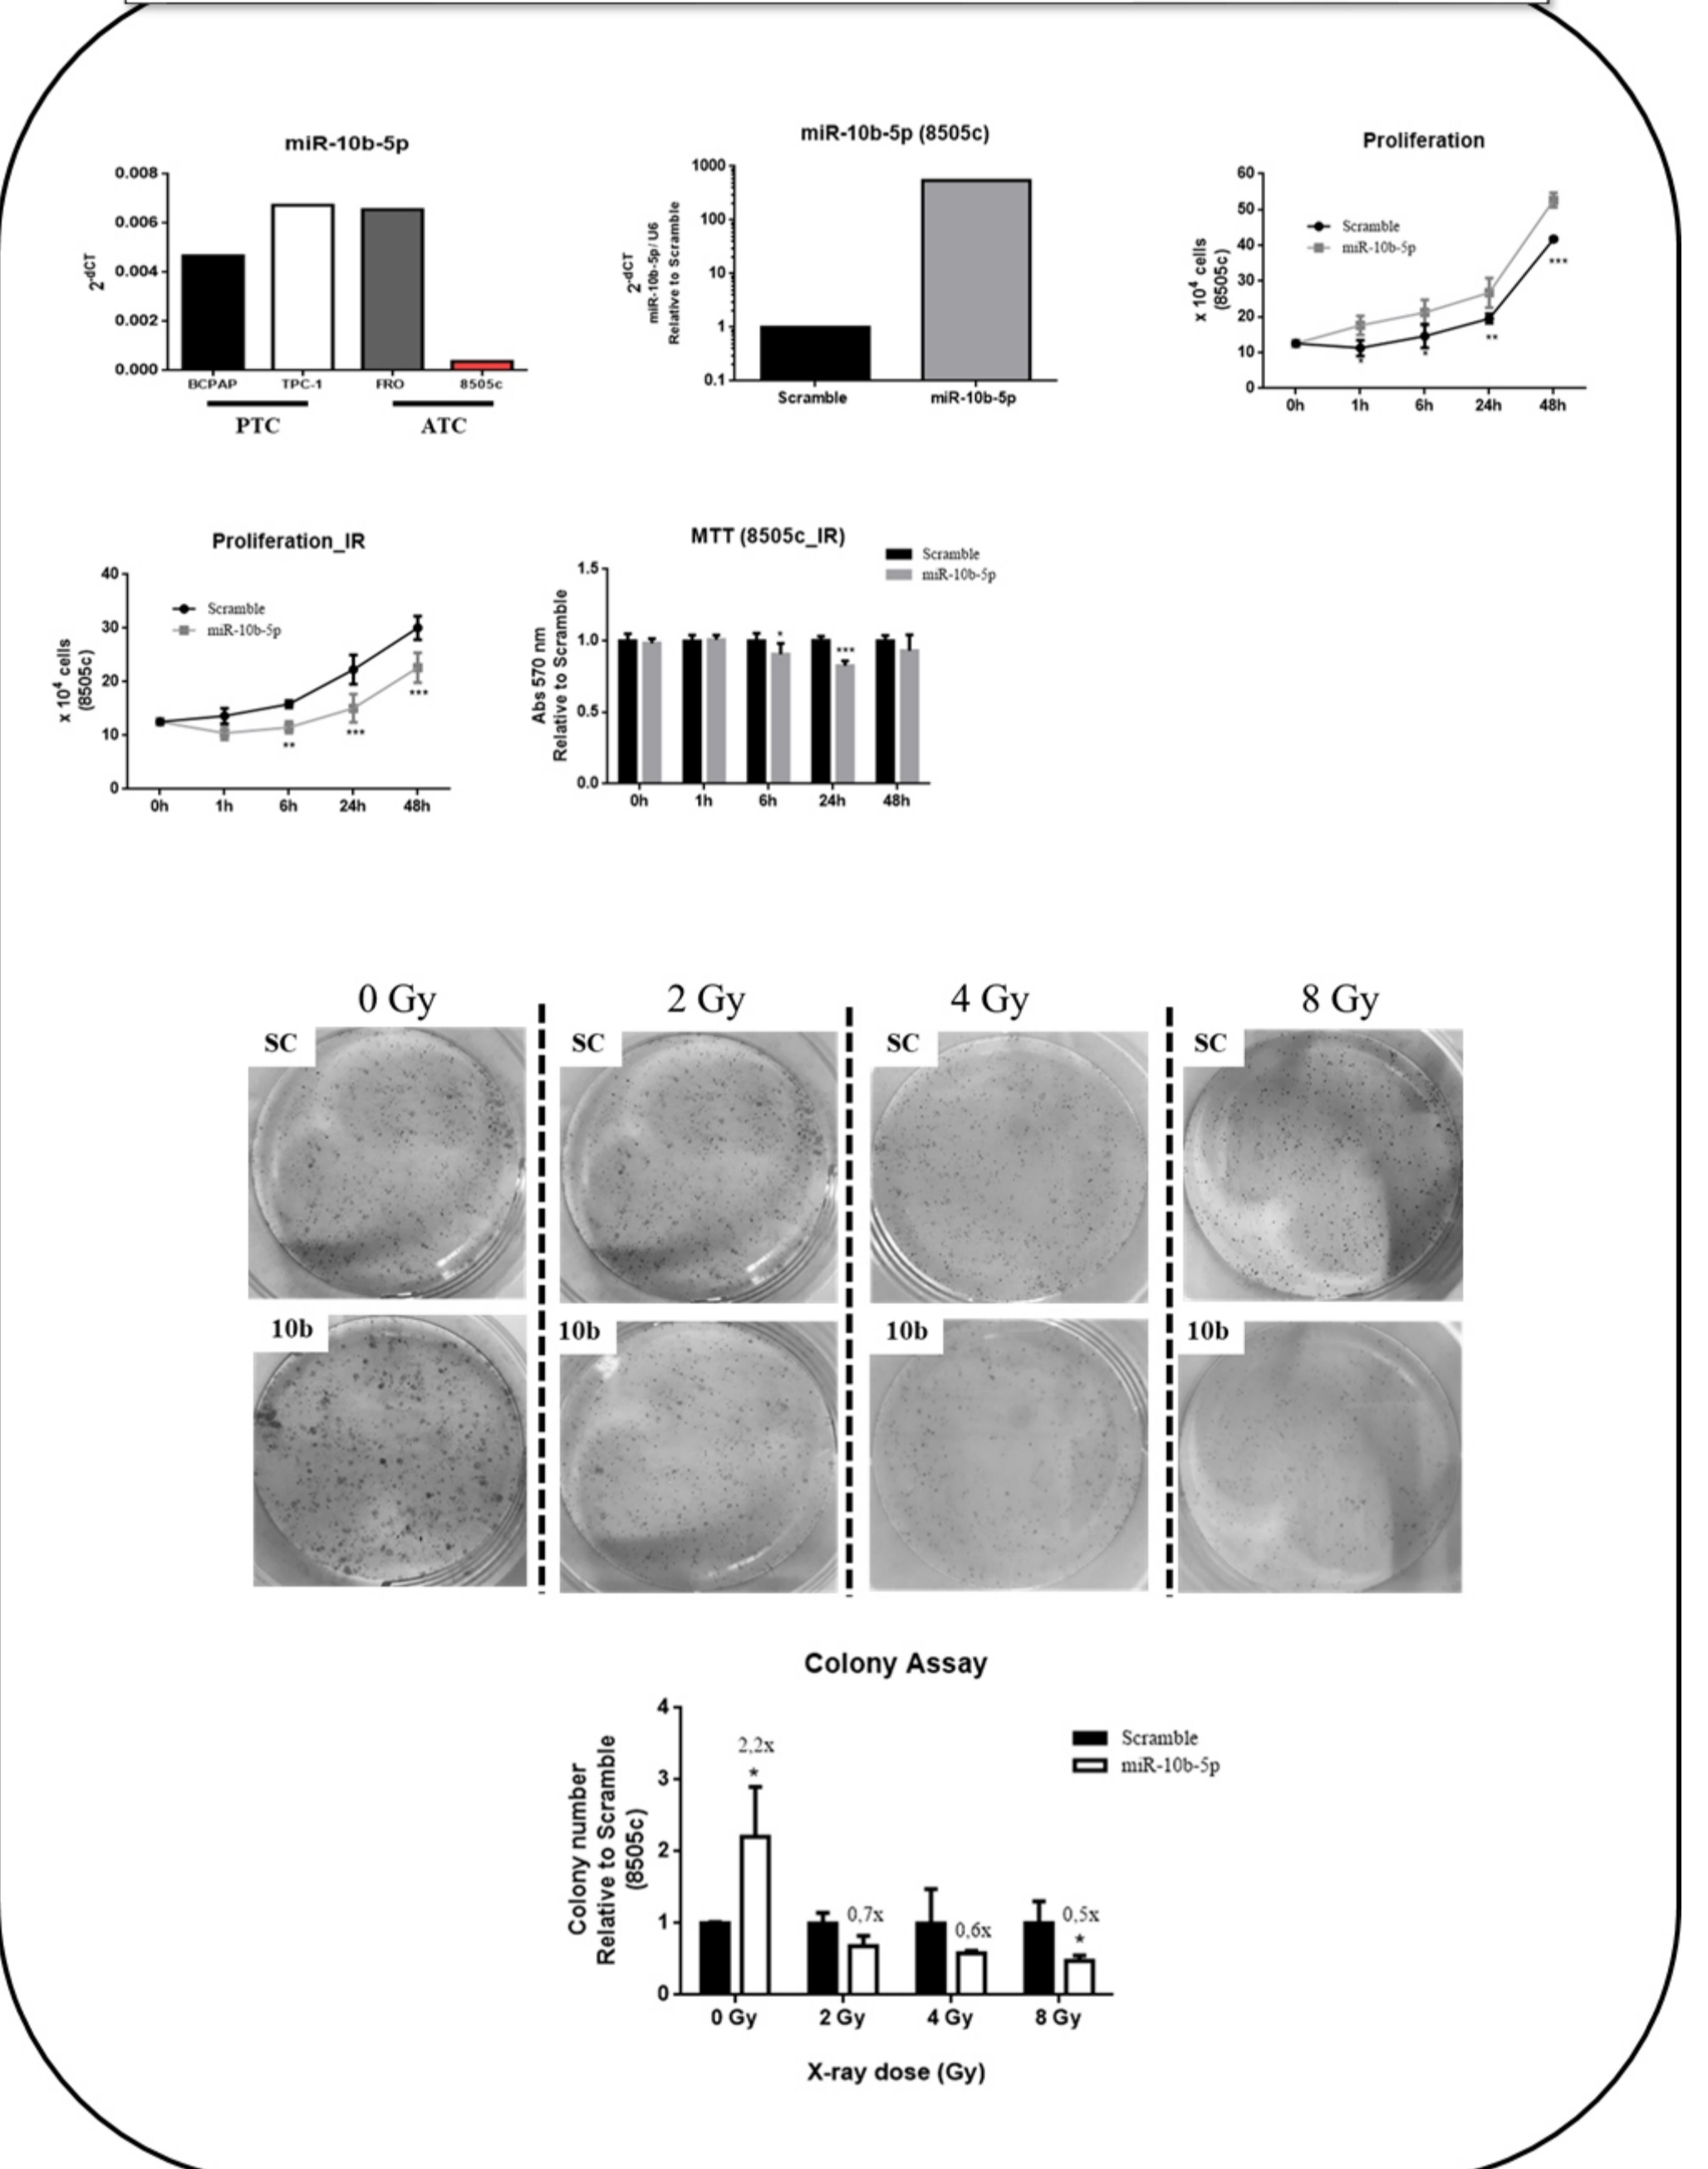 miR-10b-5p
0.008
0.006
0.004
0.002
0.000
2-dCT
BCPAP TPC-1 FRO 8505c
PTC ATC
miR-10b-5p (8505c)
1000
100
10
1
0.1
2-dCT
miR-10b-5p/ U6
Relative to Scramble
Scramble miR-10b-5p
Proliferation
60
50
40
30
20
10
0
x 10⁴ cells
(8505c)
Scramble
miR-10b-5p
*
*
**
***
0h 1h 6h 24h 48h
Proliferation_IR
40
30
20
10
0
x 10⁴ cells
(8505c)
Scramble
miR-10b-5p
**
***
***
0h 1h 6h 24h 48h
MTT (8505c_IR)
Scramble
miR-10b-5p
1.5
1.0
0.5
0.0
Abs 570 nm
Relative to Scramble
*
***
0h 1h 6h 24h 48h
0 Gy 2 Gy 4 Gy 8 Gy
SC SC SC SC
10b 10b 10b 10b
Colony Assay
4
3
2
1
0
Colony number
Relative to Scramble
(8505c)
Scramble
miR-10b-5p
2,2x
*
0,7x
0,6x
0,5x
*
0 Gy 2 Gy 4 Gy 8 Gy
X-ray dose (Gy)